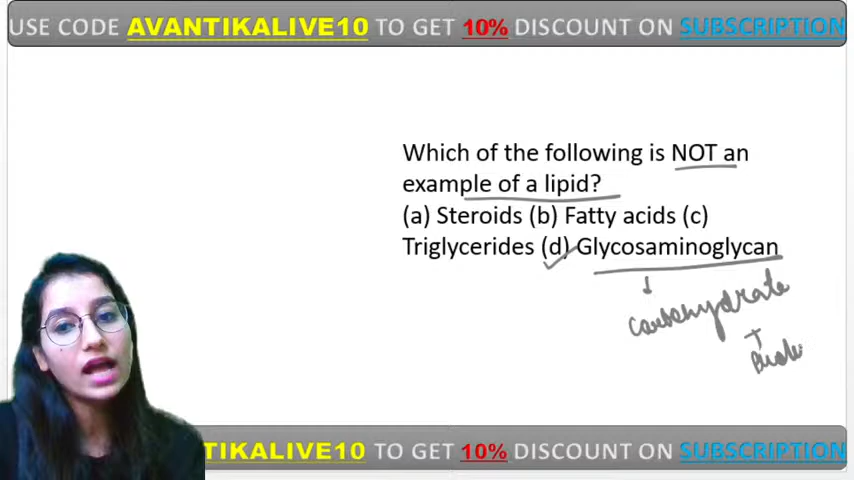 USE CODE AVANTIKALIVE10 TO GET 10% DISCOUNT ON SUBSCRIPTION
Which of the following is NOT an
example of a lipid?
(a) Steroids (b) Fatty acids (c)
Triglycerides (d) Glycosaminoglycan
Carbohydrate
+
TIKALIVE10 TO GET 10% DISCOUNT ON SUBSCRIPTION